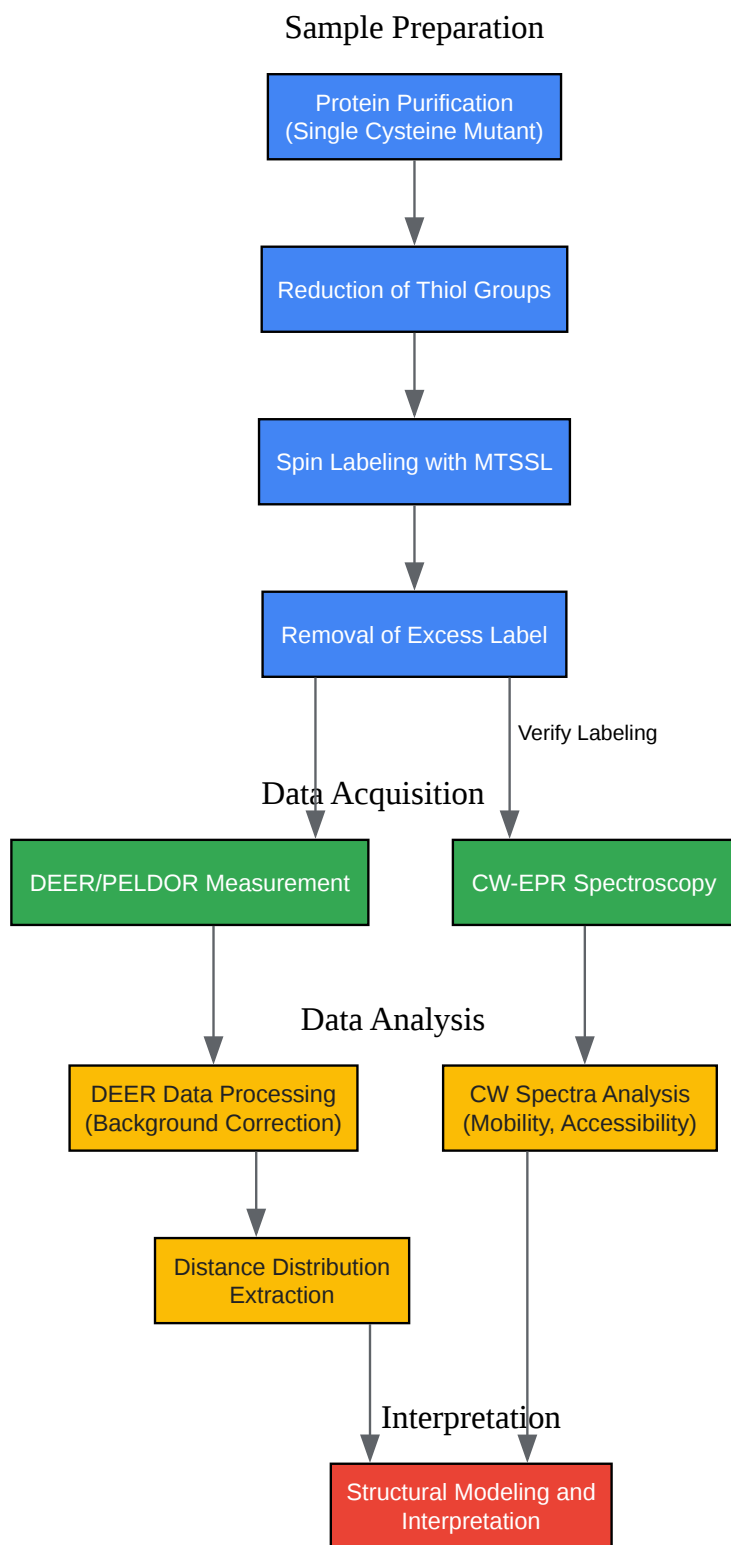 Sample Preparation
Protein Purification
(Single Cysteine Mutant)
Reduction of Thiol Groups
Spin Labeling with MTSSL
Removal of Excess Label
Verify Labeling
Data Acquisition
DEER/PELDOR Measurement
CW-EPR Spectroscopy
Data Analysis
DEER Data Processing
(Background Correction)
CW Spectra Analysis
(Mobility, Accessibility)
Distance Distribution
Extraction
Interpretation
Structural Modeling and
Interpretation